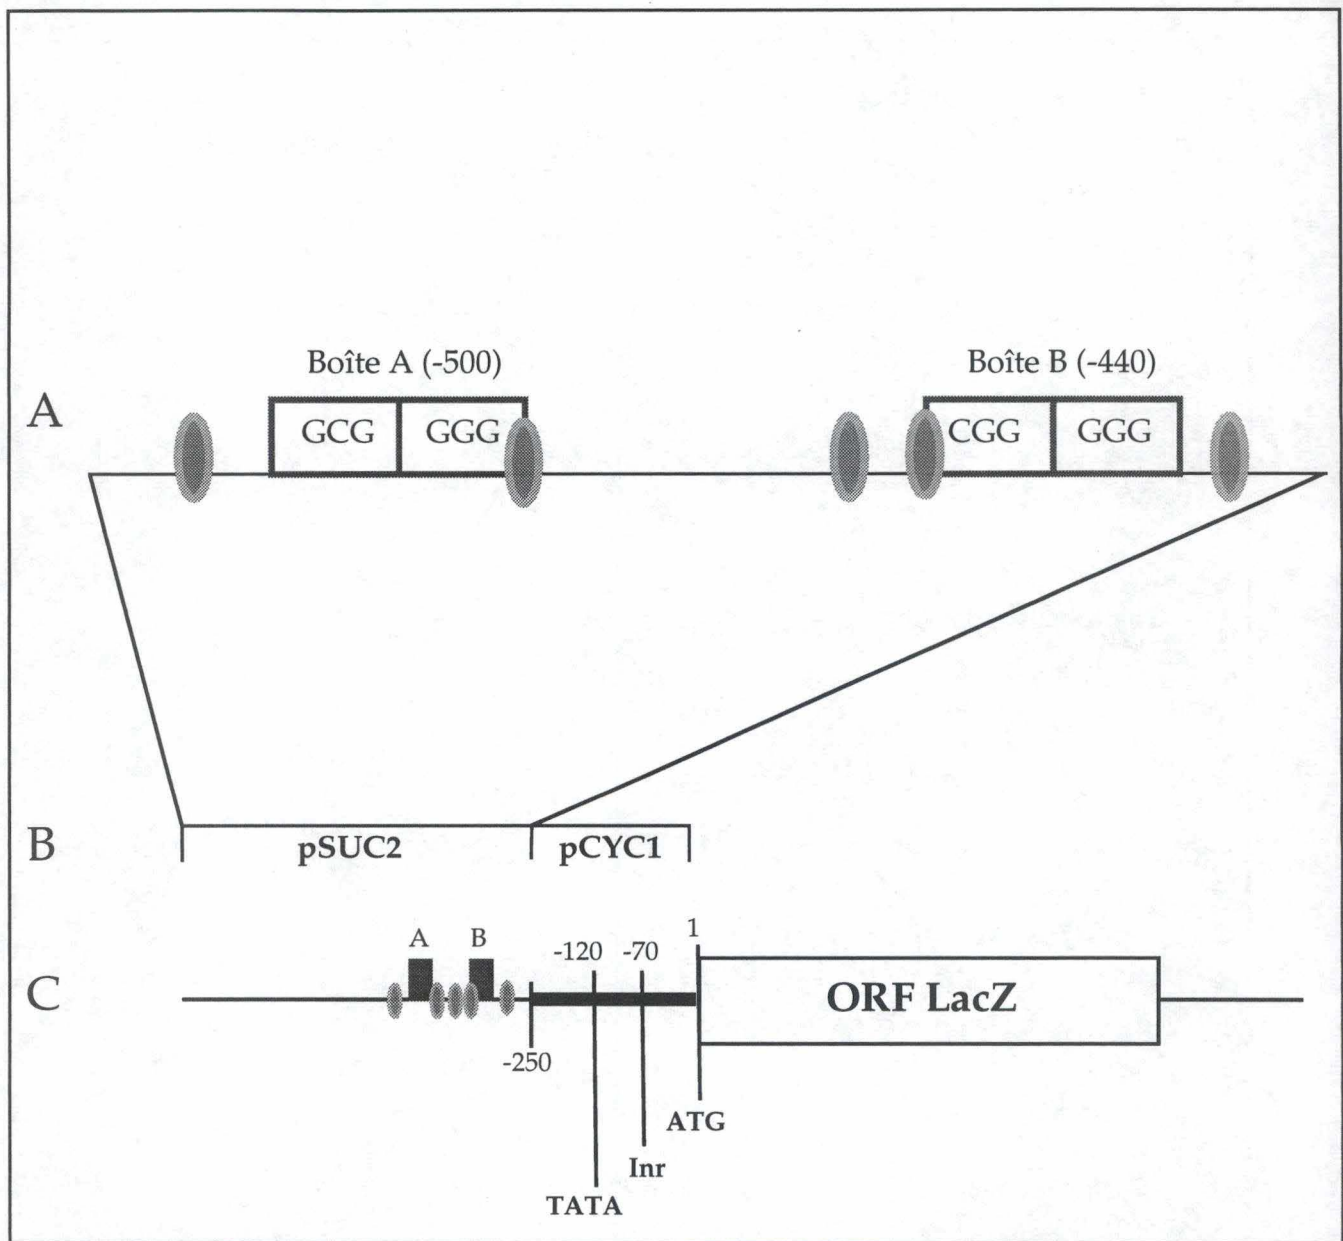 Boîte A (-500) Boîte B (-440)
A
GCG GGG CGG GGG
B
pSUC2 pCYC1
A B -120 -70 1
C
ORF LacZ
-250
ATG
Inr
TATA